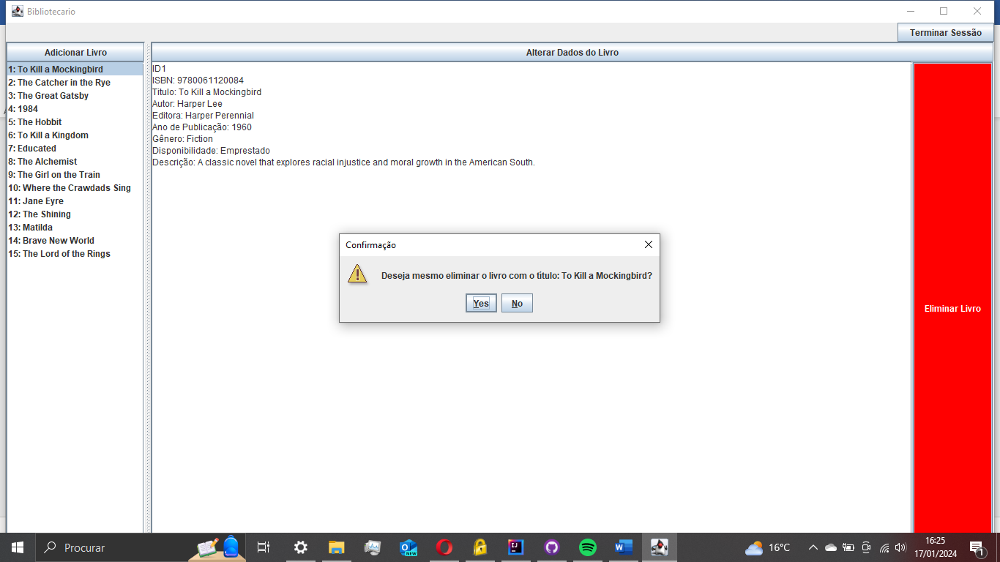 Bibliotecario
Terminar Sessão
Adicionar Livro
Alterar Dados do Livro
1: To Kill a Mockingbird
2: The Catcher in the Rye
3: The Great Gatsby
4: 1984
5: The Hobbit
6: To Kill a Kingdom
7: Educated
8: The Alchemist
9: The Girl on the Train
10: Where the Crawdads Sing
11: Jane Eyre
12: The Shining
13: Matilda
14: Brave New World
15: The Lord of the Rings
ID1
ISBN: 9780061120084
Titulo: To Kill a Mockingbird
Autor: Harper Lee
Editora: Harper Perennial
Ano de Publicação: 1960
Gênero: Fiction
Disponibilidade: Emprestado
Descrição: A classic novel that explores racial injustice and moral growth in the American South.
Confirmação
Deseja mesmo eliminar o livro com o título: To Kill a Mockingbird?
Yes
No
Eliminar Livro
Procurar
NEW
16°C
16:25
17/01/2024
1